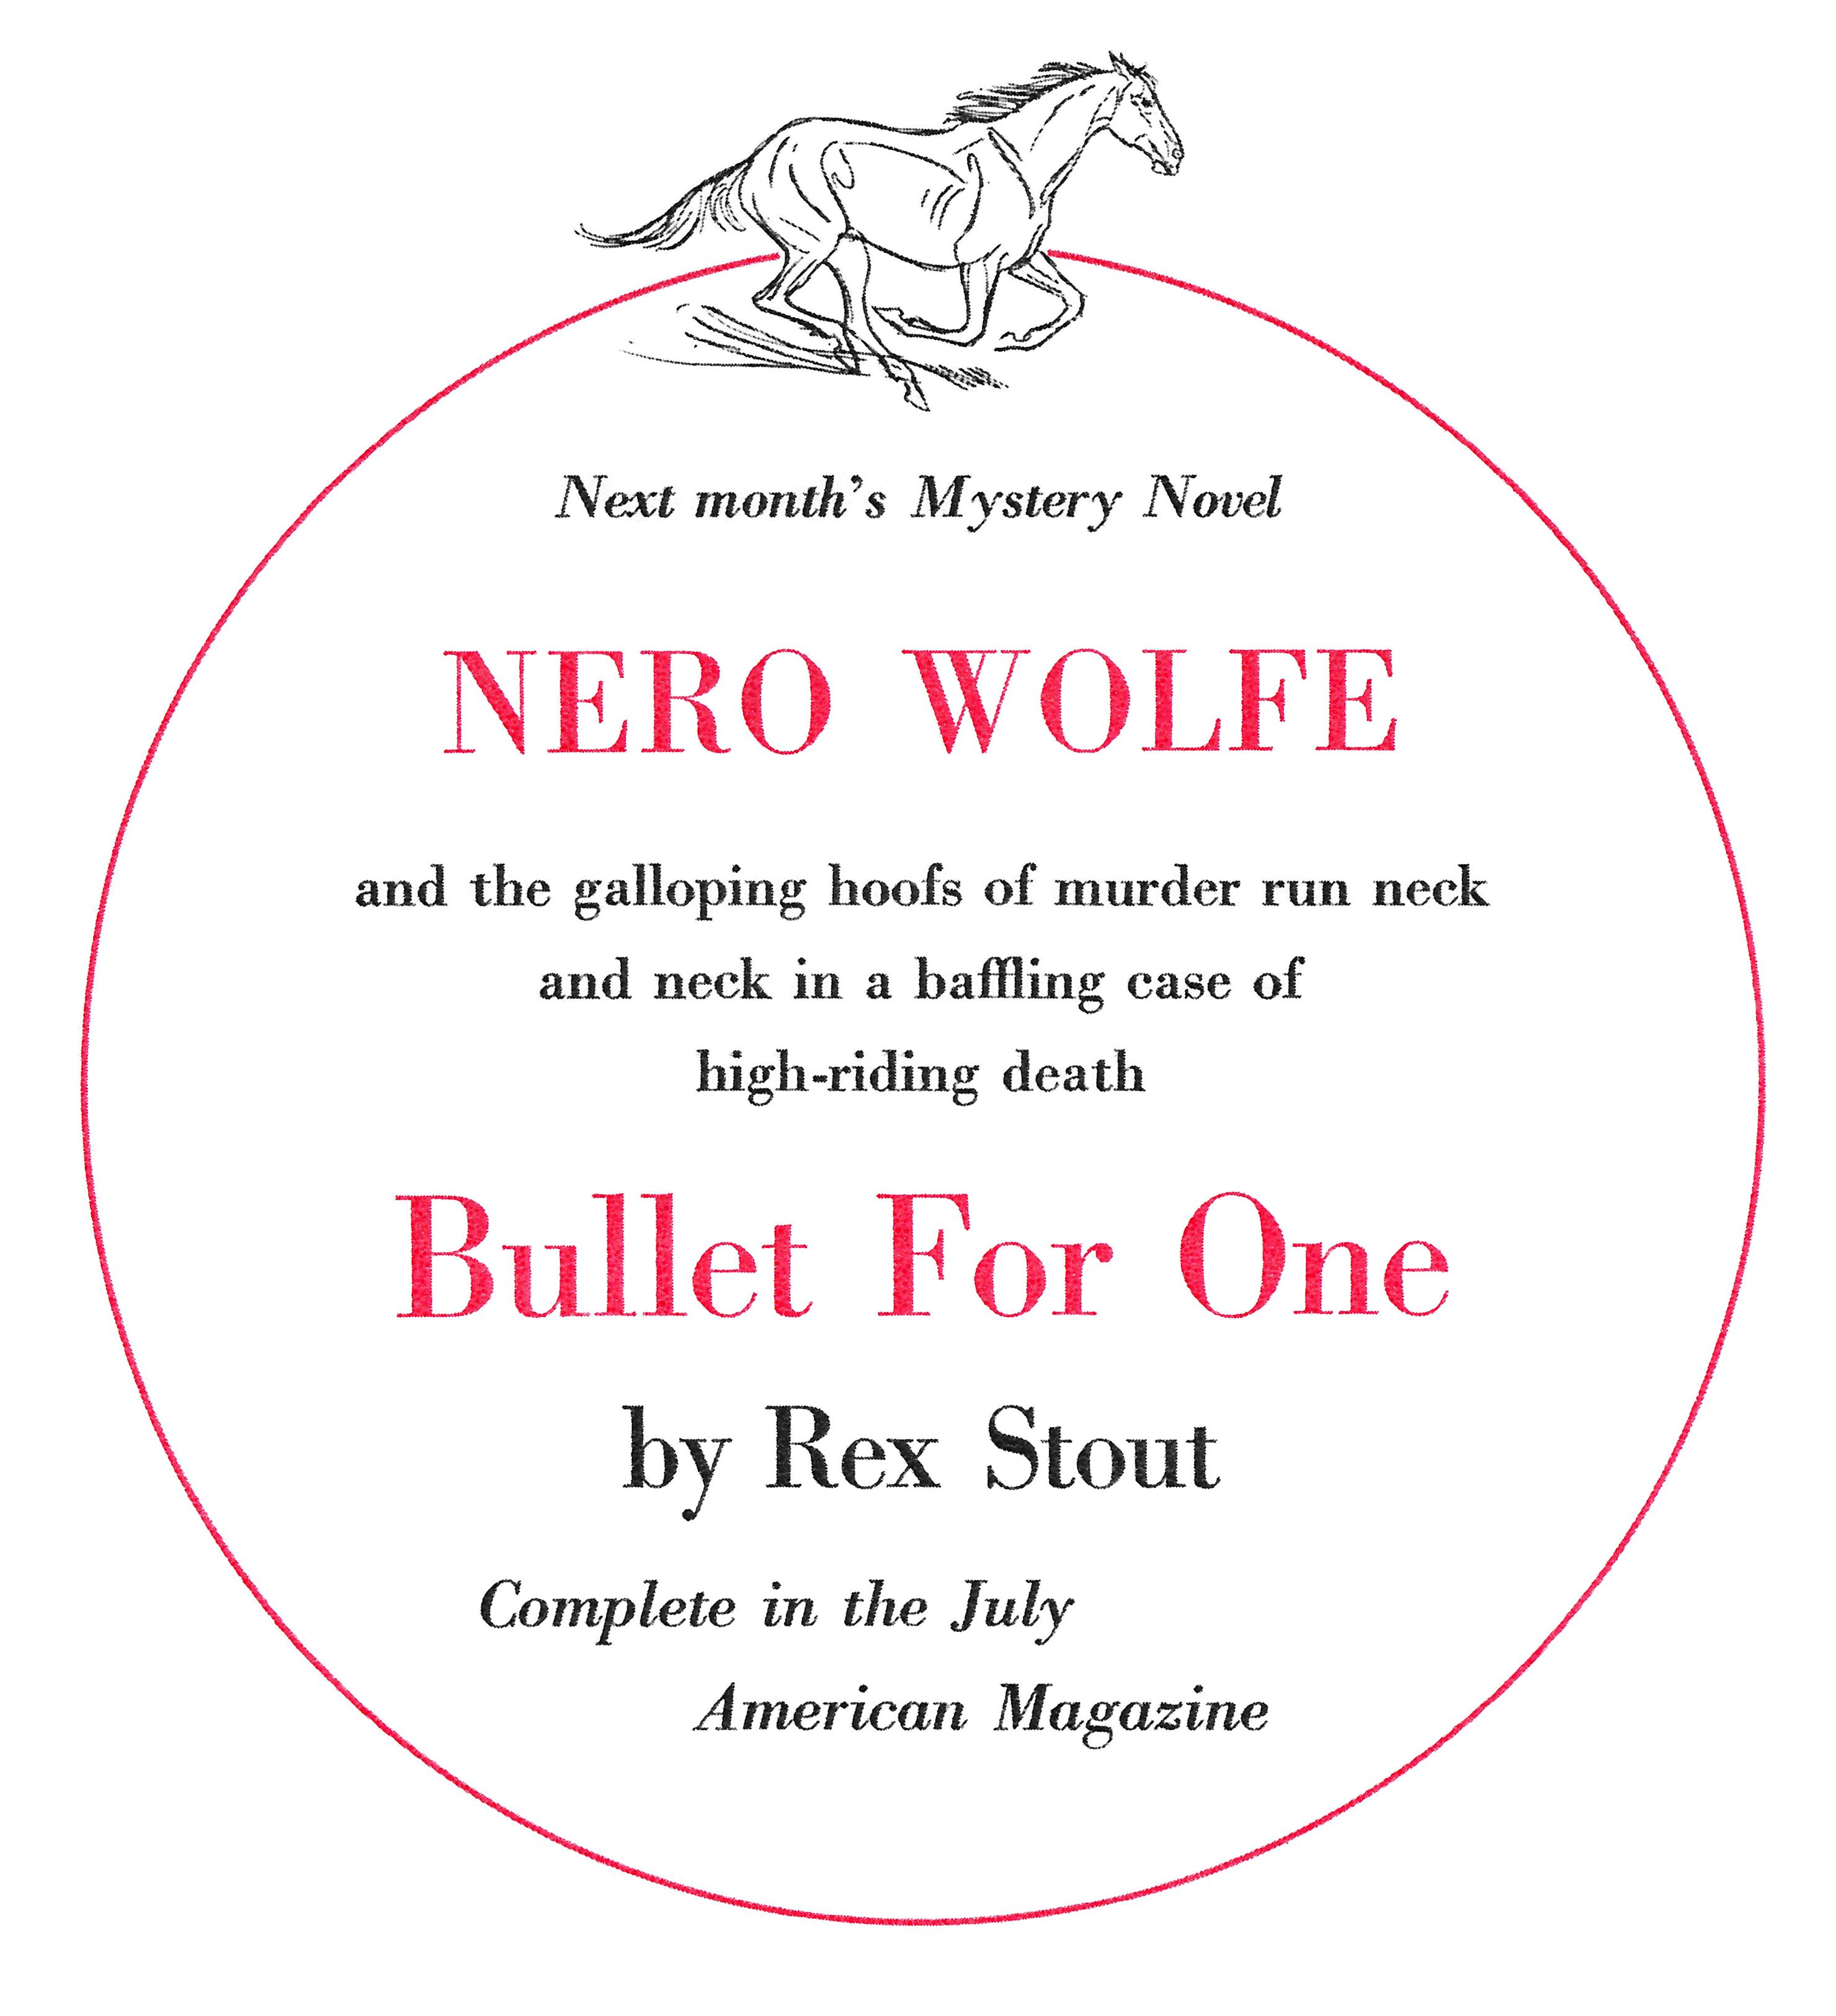 Next month's Mystery Novel
NERO WOLFE
and the galloping hoofs of murder run neck
and neck in a baffling case of
high-riding death
Bullet For One
by Rex Stout
Complete in the July
American Magazine